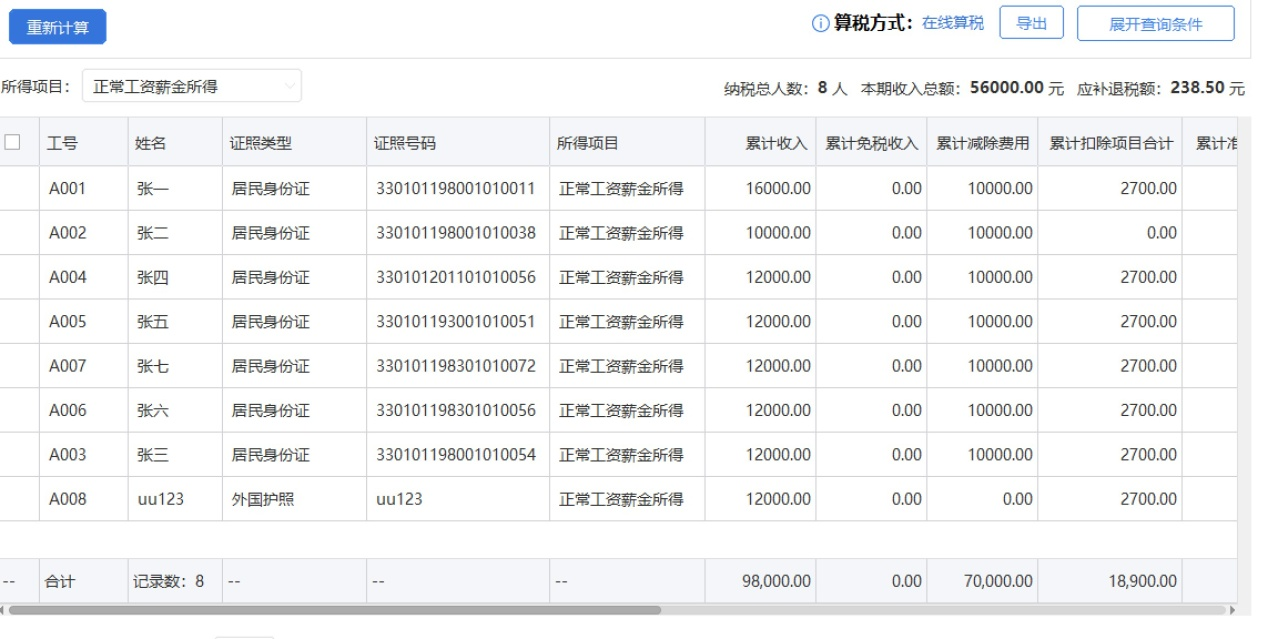 重新计算 算税方式： 在线算税 导出 展开查询条件
所得项目： 正常工资薪金所得 纳税总人数： 8 人 本期收入总额： 56000.00 元 应补退税额： 238.50 元
工号 姓名 证照类型 证照号码 所得项目 累计收入 累计免税收入 累计减除费用 累计扣除项目合计 累计准
A001 张一 居民身份证 330101198001010011 正常工资薪金所得 16000.00 0.00 10000.00 2700.00
A002 张二 居民身份证 330101198001010038 正常工资薪金所得 10000.00 0.00 10000.00 0.00
A004 张四 居民身份证 330101201101010056 正常工资薪金所得 12000.00 0.00 10000.00 2700.00
A005 张五 居民身份证 330101193001010051 正常工资薪金所得 12000.00 0.00 10000.00 2700.00
A007 张七 居民身份证 330101198301010072 正常工资薪金所得 12000.00 0.00 10000.00 2700.00
A006 张六 居民身份证 330101198301010056 正常工资薪金所得 12000.00 0.00 10000.00 2700.00
A003 张三 居民身份证 330101198001010054 正常工资薪金所得 12000.00 0.00 10000.00 2700.00
A008 uu123 外国护照 uu123 正常工资薪金所得 12000.00 0.00 0.00 2700.00
-- 合计 记录数：8 -- -- -- 98,000.00 0.00 70,000.00 18,900.00